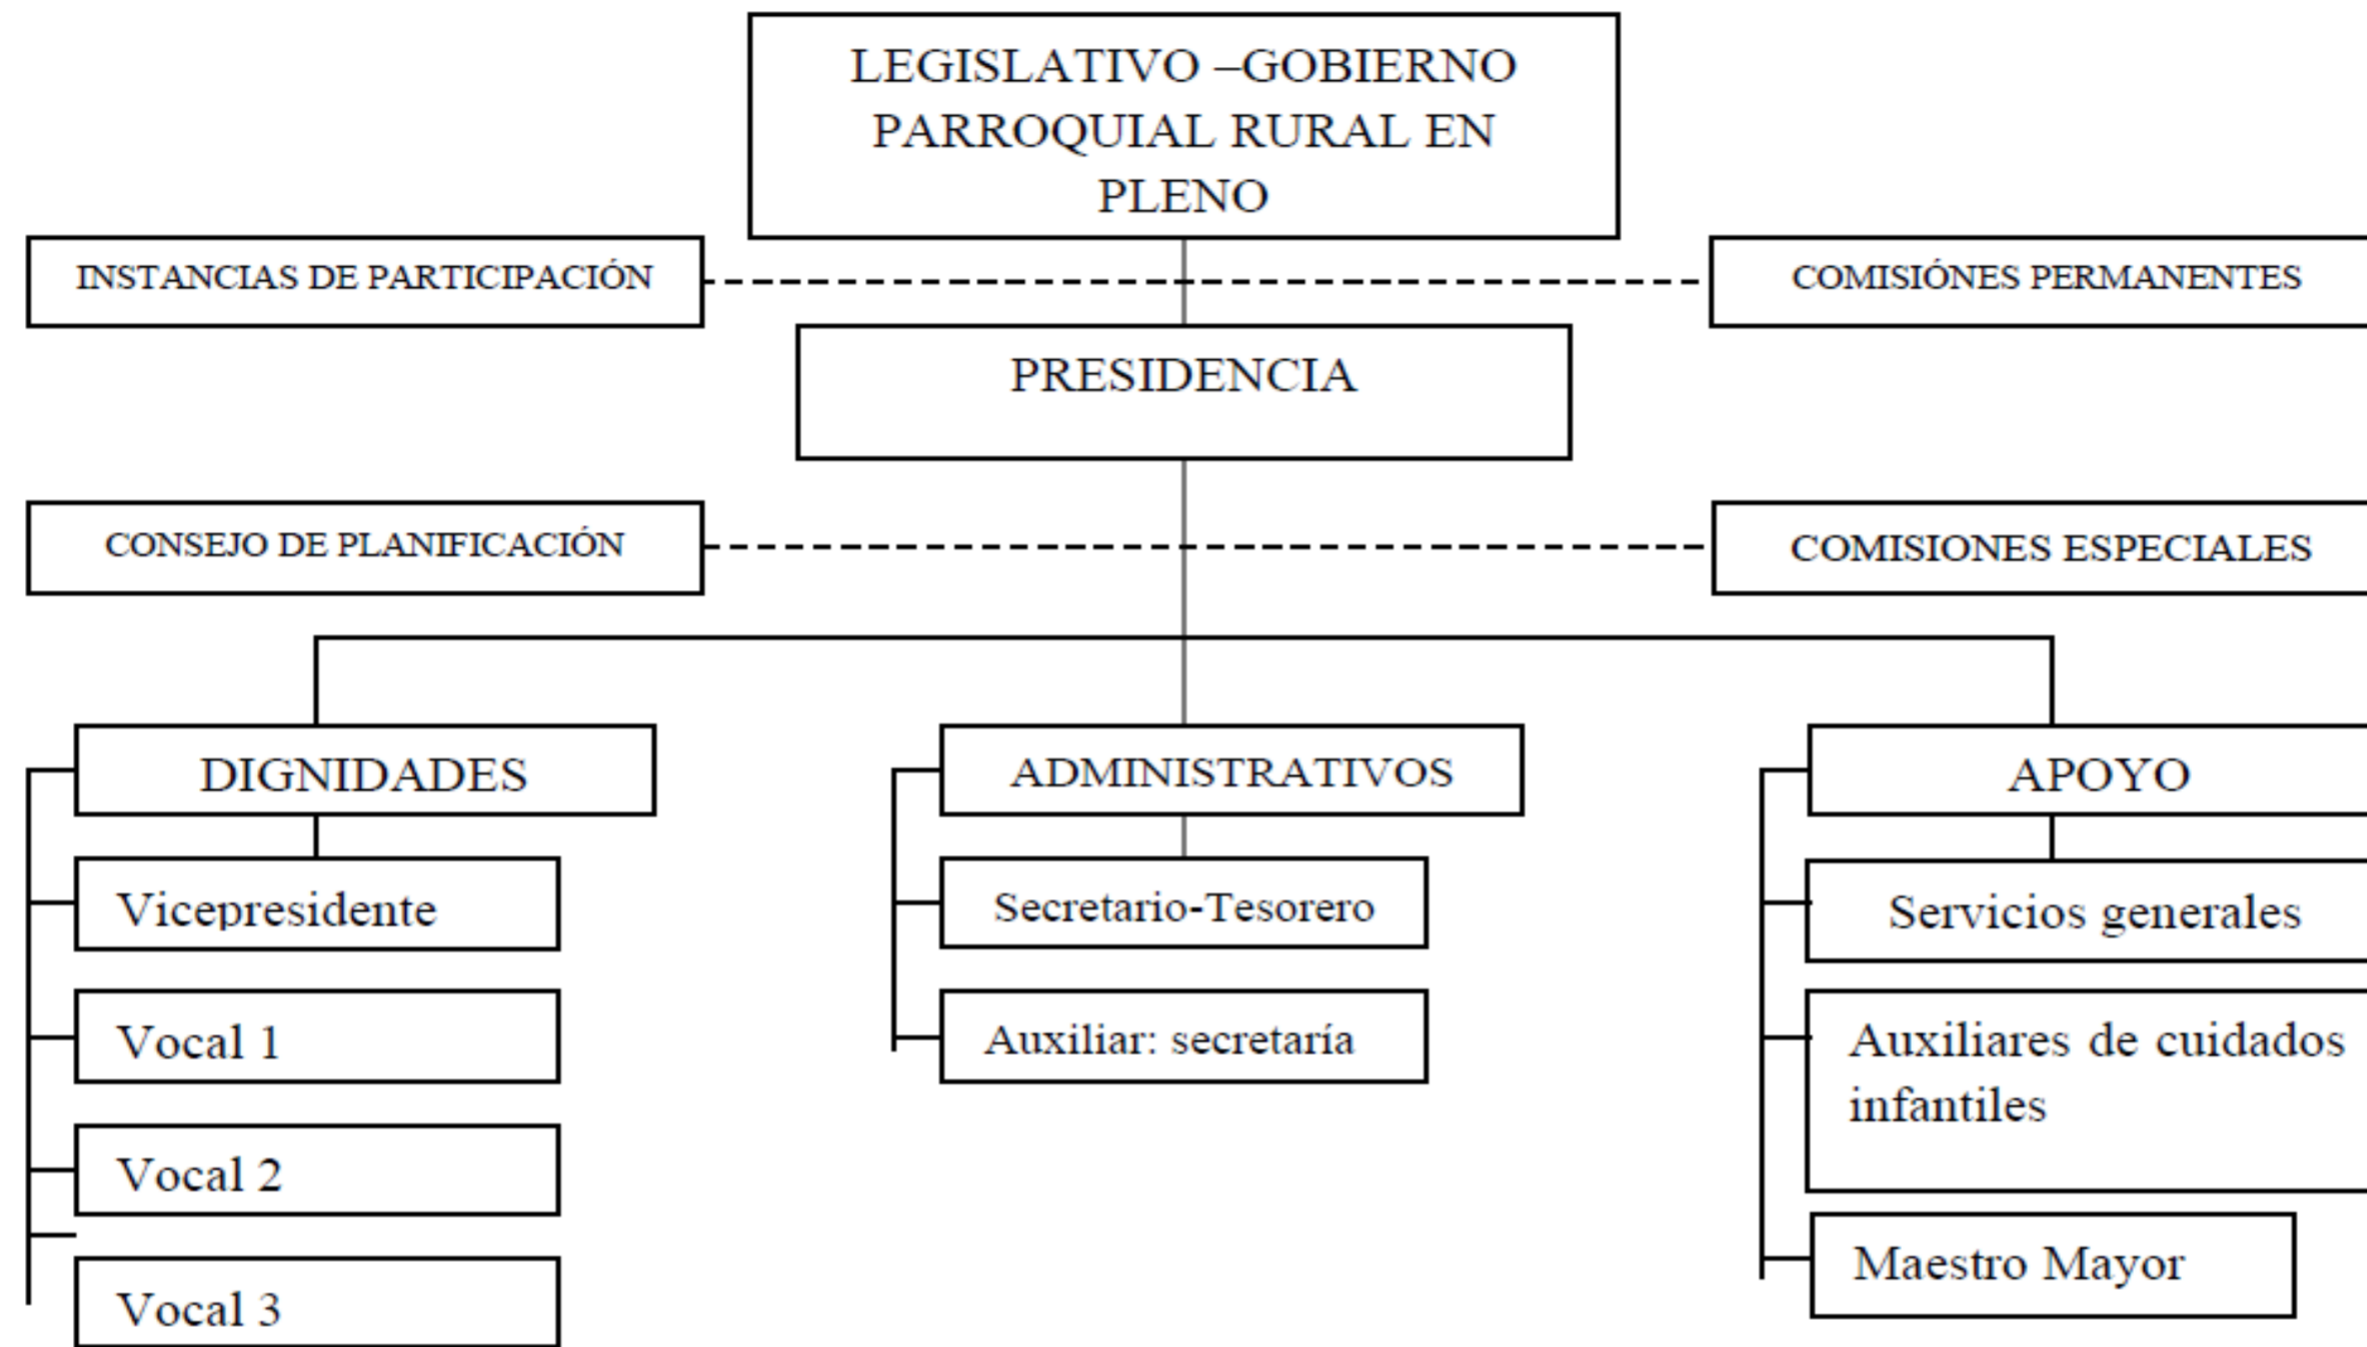 LEGISLATIVO –GOBIERNO
PARROQUIAL RURAL EN
PLENO
INSTANCIAS DE PARTICIPACIÓN
COMISIÓNES PERMANENTES
PRESIDENCIA
CONSEJO DE PLANIFICACIÓN
COMISIONES ESPECIALES
DIGNIDADES
ADMINISTRATIVOS
APOYO
Vicepresidente
Secretario-Tesorero
Servicios generales
Vocal 1
Auxiliar: secretaría
Auxiliares de cuidados
infantiles
Vocal 2
Maestro Mayor
Vocal 3